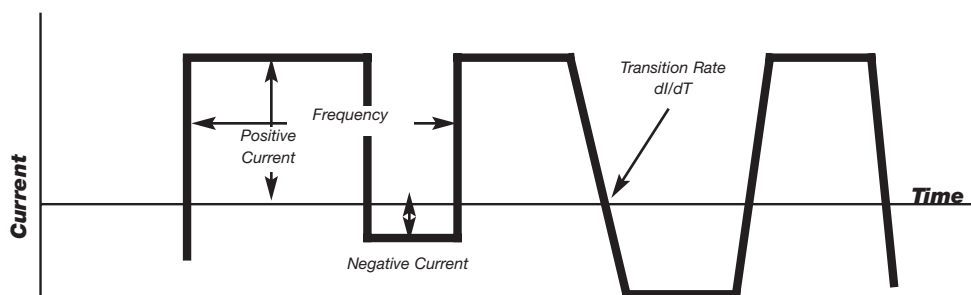 Transition Rate
dI/dT
Frequency
Positive
Current
Current
Time
Negative Current